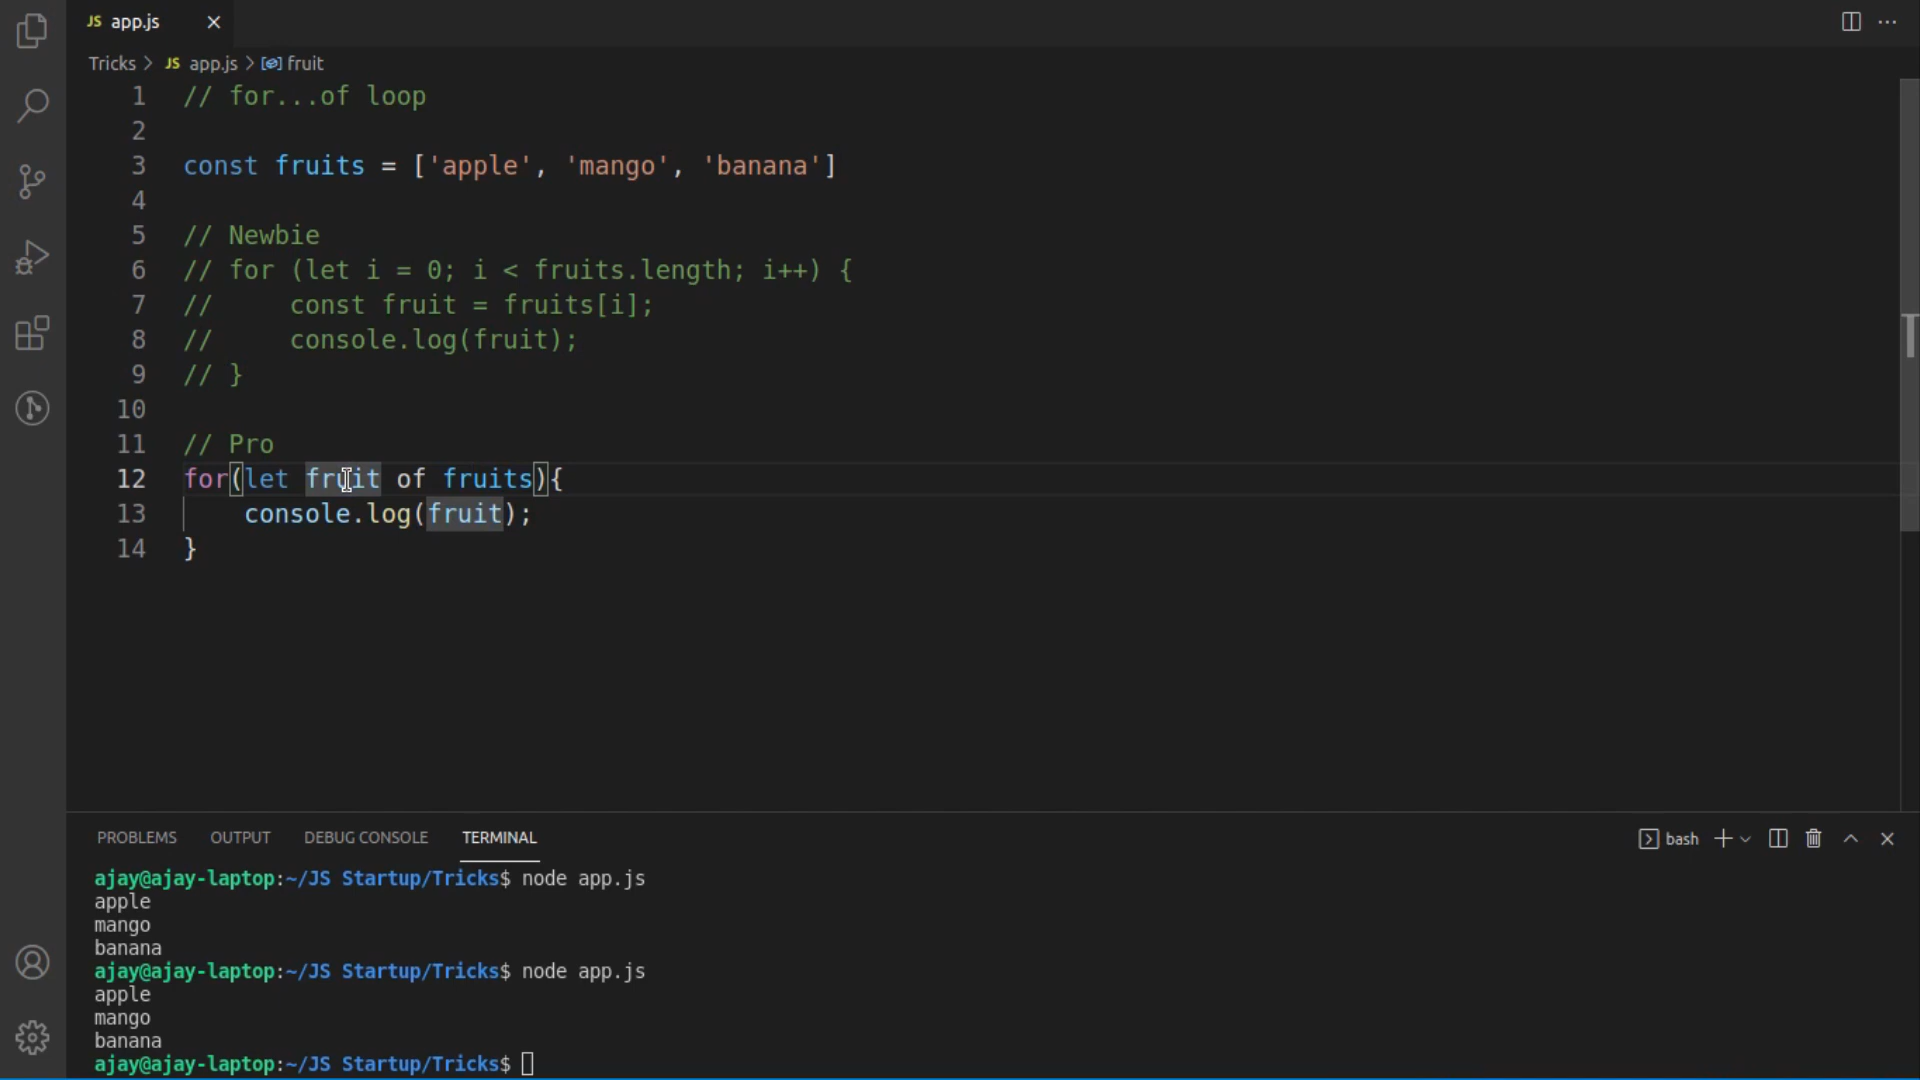 JS app.js
Tricks > JS app.js > fruit
1 // for...of loop
2
3 const fruits = ['apple', 'mango', 'banana']
4
5 // Newbie
6 // for (let i = 0; i < fruits.length; i++) {
7 //     const fruit = fruits[i];
8 //     console.log(fruit);
9 // }
10
11 // Pro
12 for(let fruit of fruits){
13     console.log(fruit);
14 }
PROBLEMS OUTPUT DEBUG CONSOLE TERMINAL bash
ajay@ajay-laptop:~/JS Startup/Tricks$ node app.js
apple
mango
banana
ajay@ajay-laptop:~/JS Startup/Tricks$ node app.js
apple
mango
banana
ajay@ajay-laptop:~/JS Startup/Tricks$